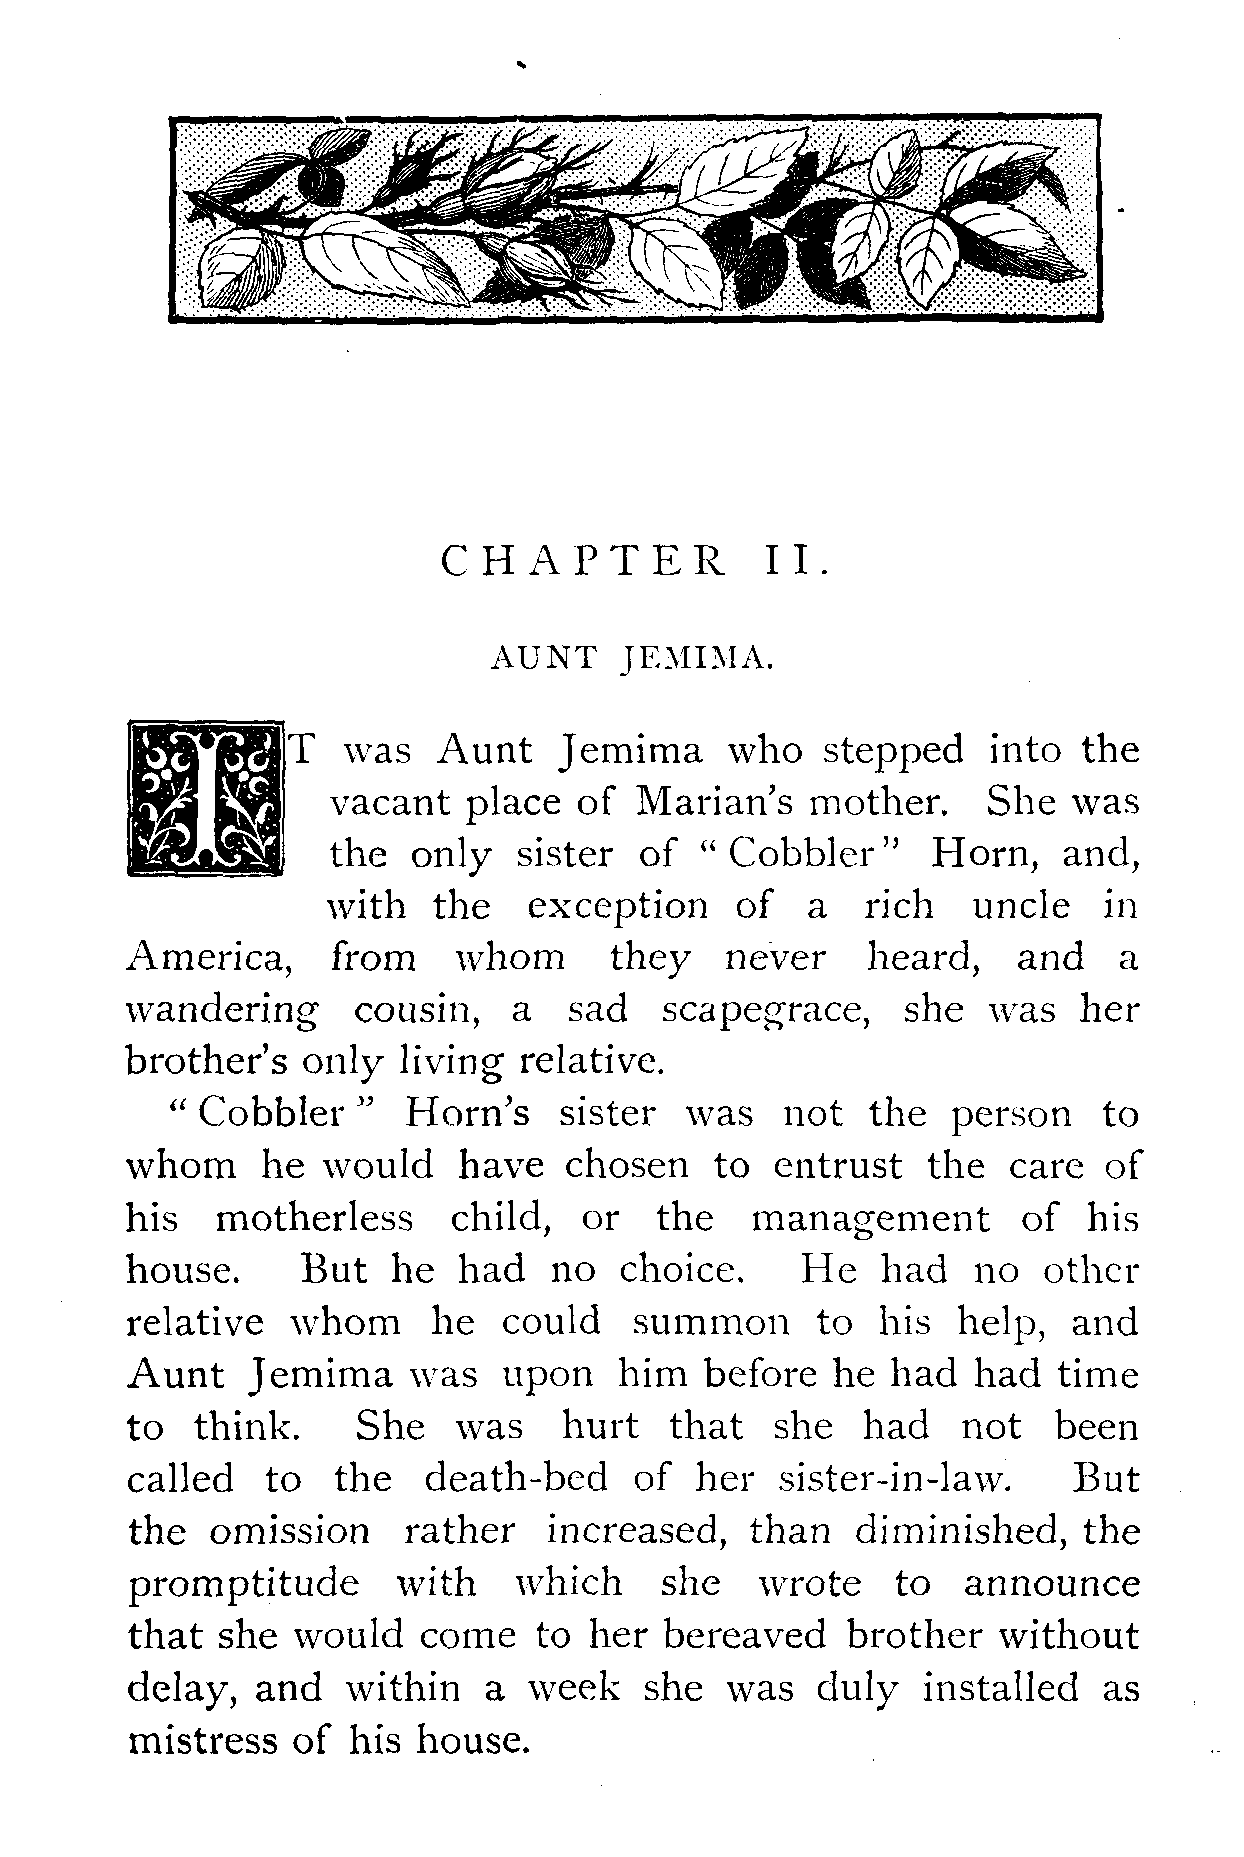 CHAPTER II.
AUNT JEMIMA.
IT was Aunt Jemima who stepped into the
vacant place of Marian's mother. She was
the only sister of " Cobbler" Horn, and,
with the exception of a rich uncle in
America, from whom they never heard, and a
wandering cousin, a sad scapegrace, she was her
brother's only living relative.
" Cobbler " Horn's sister was not the person to
whom he would have chosen to entrust the care of
his motherless child, or the management of his
house. But he had no choice. He had no other
relative whom he could summon to his help, and
Aunt Jemima was upon him before he had had time
to think. She was hurt that she had not been
called to the death-bed of her sister-in-law. But
the omission rather increased, than diminished, the
promptitude with which she wrote to announce
that she would come to her bereaved brother without
delay, and within a week she was duly installed as
mistress of his house.